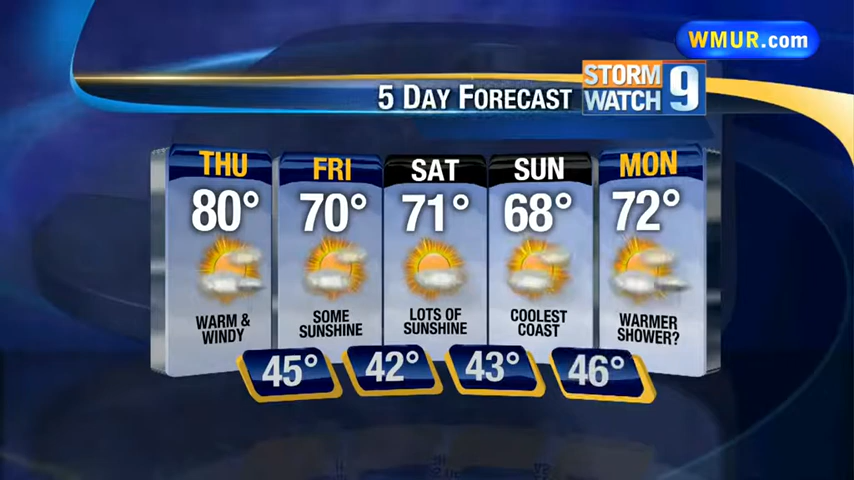 WMUR.com
5 DAY FORECAST
STORM
WATCH 9
THU FRI SAT SUN MON
80° 70° 71° 68° 72°
WARM &
WINDY
SOME
SUNSHINE
LOTS OF
SUNSHINE
COOLEST
COAST
WARMER
SHOWER?
45° 42° 43° 46°